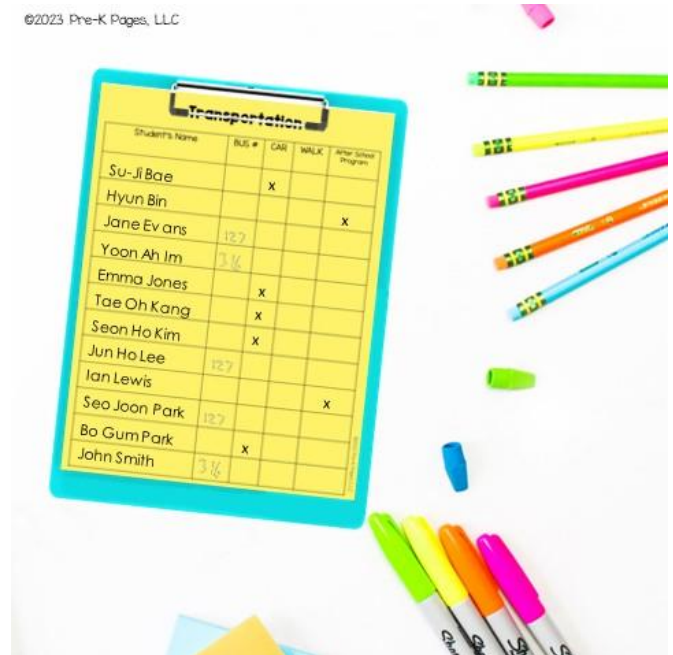 ©2023 Pre-K Pages, LLC
Transportation
Student's Name BUS # CAR WALK After School Program
Su-Ji Bae x
Hyun Bin x
Jane Evans 127
Yoon Ah Im 316
Emma Jones x
Tae Oh Kang x
Seon Ho Kim x
Jun Ho Lee 127
Ian Lewis x
Seo Joon Park 127
Bo Gum Park x
John Smith 316
Sha
Sha
S